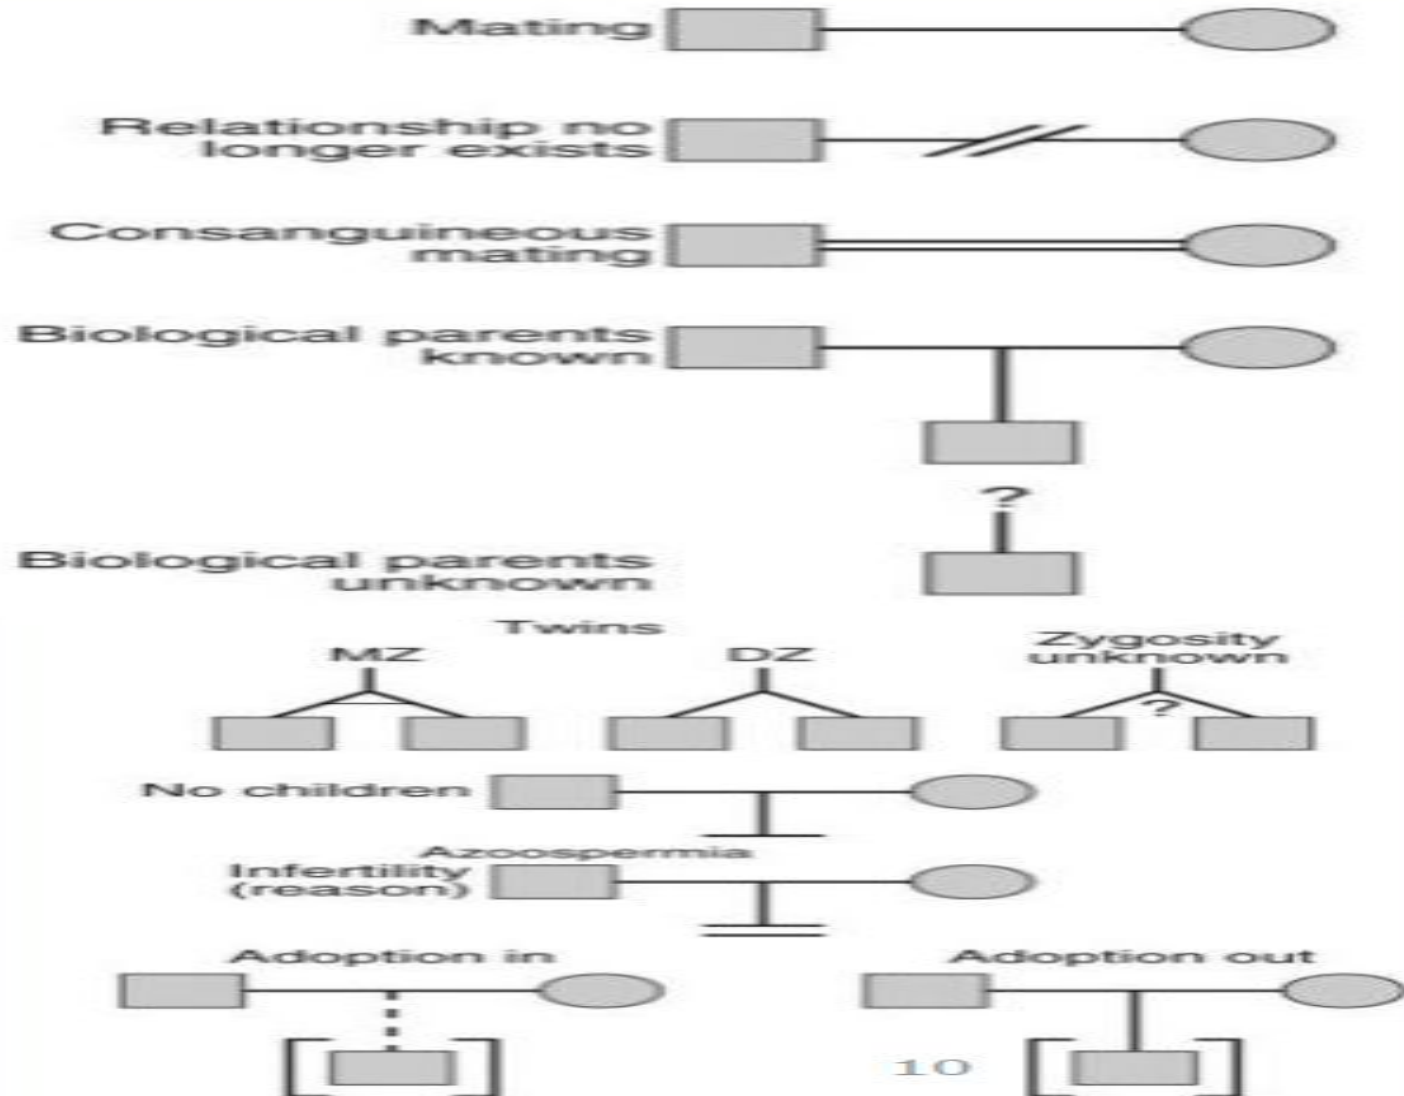 Mating
Relationship no
longer exists
Consanguineous
mating
Biological parents
known
?
Biological parents
unknown
Twins
MZ
DZ
Zygosity
unknown
?
No children
Azoospermia
Infertility
(reason)
Adoption in
Adoption out
10